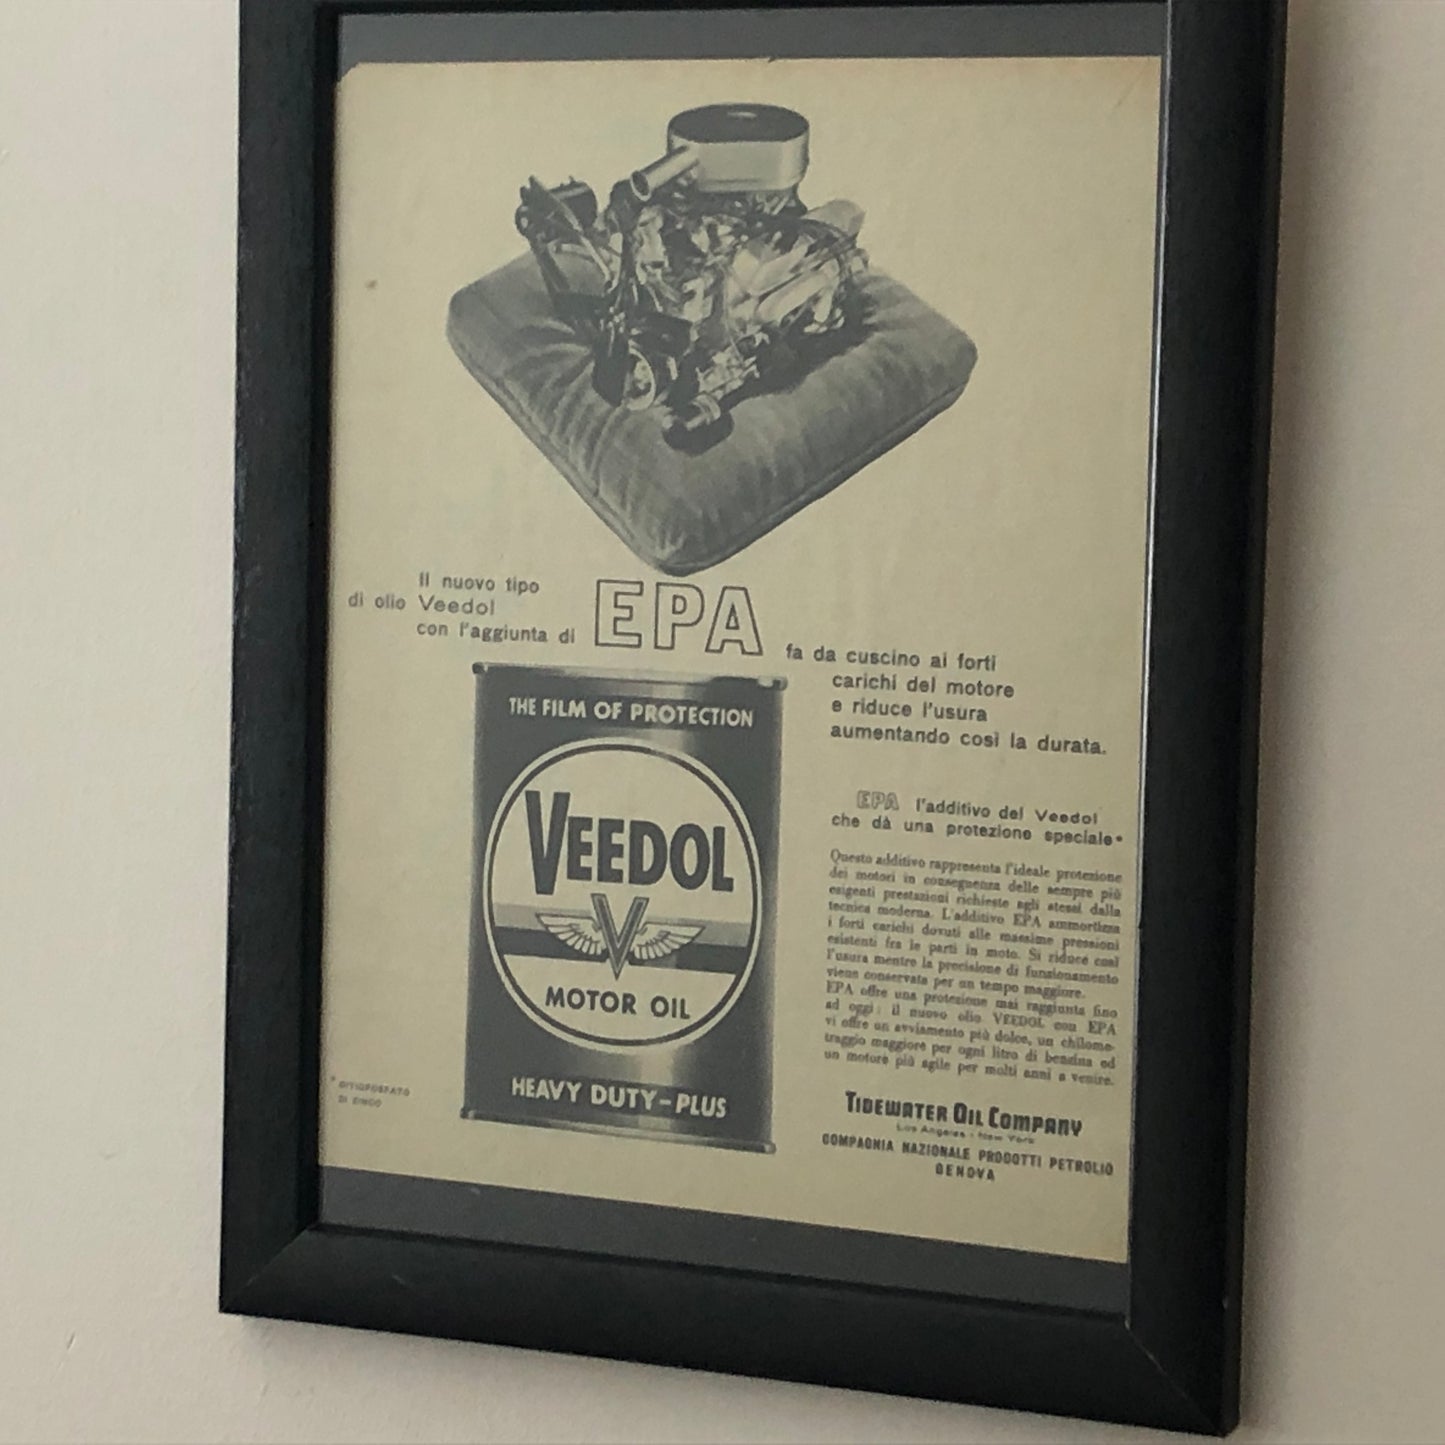 Il nuovo tipo
di olio Veedol
con l'aggiunta di
EPA
fa da cuscino ai forti
carichi del motore
e riduce l'usura
aumentando così la durata.
THE FILM OF PROTECTION
VEEDOL
V
MOTOR OIL
HEAVY DUTY-PLUS
EPA l'additivo del Veedol
che dà una protezione speciale*
Questo additivo rappresenta l'ideale protezione
dei motori in conseguenza delle sempre più
esigenti prestazioni richieste agli stessi dalla
tecnica moderna. L'additivo EPA ammortizza
i forti carichi dovuti alle massime pressioni
esistenti fra le parti in moto. Si riduce così
l'usura mentre la precisione di funzionamento
viene conservata per un tempo maggiore.
EPA offre una protezione mai raggiunta fino
ad oggi: il nuovo olio VEEDOL con EPA
vi offre un avviamento più dolce, un chilome-
traggio maggiore per ogni litro di benzina ed
un motore più agile per molti anni a venire.
* DITIOFOSFATO
DI ZINCO
TIDEWATER OIL COMPANY
Los Angeles - New York
COMPAGNIA NAZIONALE PRODOTTI PETROLIO
GENOVA